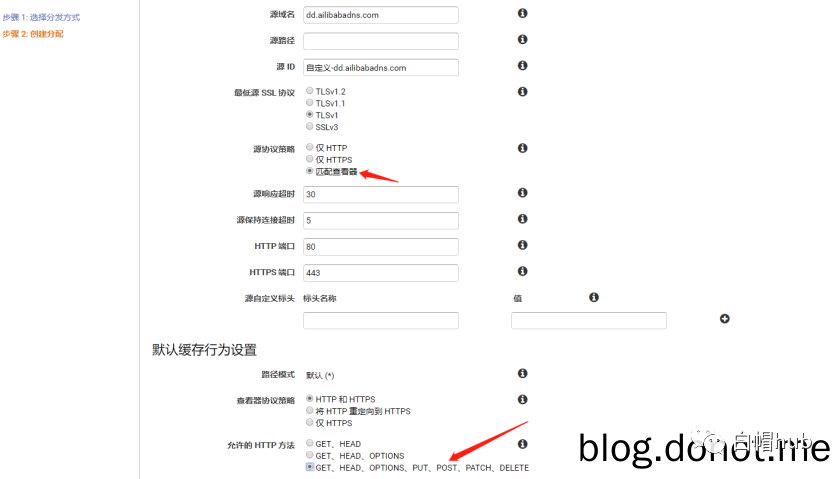 步骤 1: 选择分发方式
步骤 2: 创建分配
源域名 dd.ailibabadns.com
源路径
源 ID 自定义-dd.ailibabadns.com
最低源 SSL 协议 TLSv1.2
TLSv1.1
TLSv1
SSLv3
源协议策略 仅 HTTP
仅 HTTPS
匹配查看器
源响应超时 30
源保持连接超时 5
HTTP 端口 80
HTTPS 端口 443
源自定义标头 标头名称 值
默认缓存行为设置
路径模式 默认 (*)
查看器协议策略 HTTP 和 HTTPS
将 HTTP 重定向到 HTTPS
仅 HTTPS
允许的 HTTP 方法 GET、HEAD
GET、HEAD、OPTIONS
GET、HEAD、OPTIONS、PUT、POST、PATCH、DELETE
白帽hub
blog.donot.me